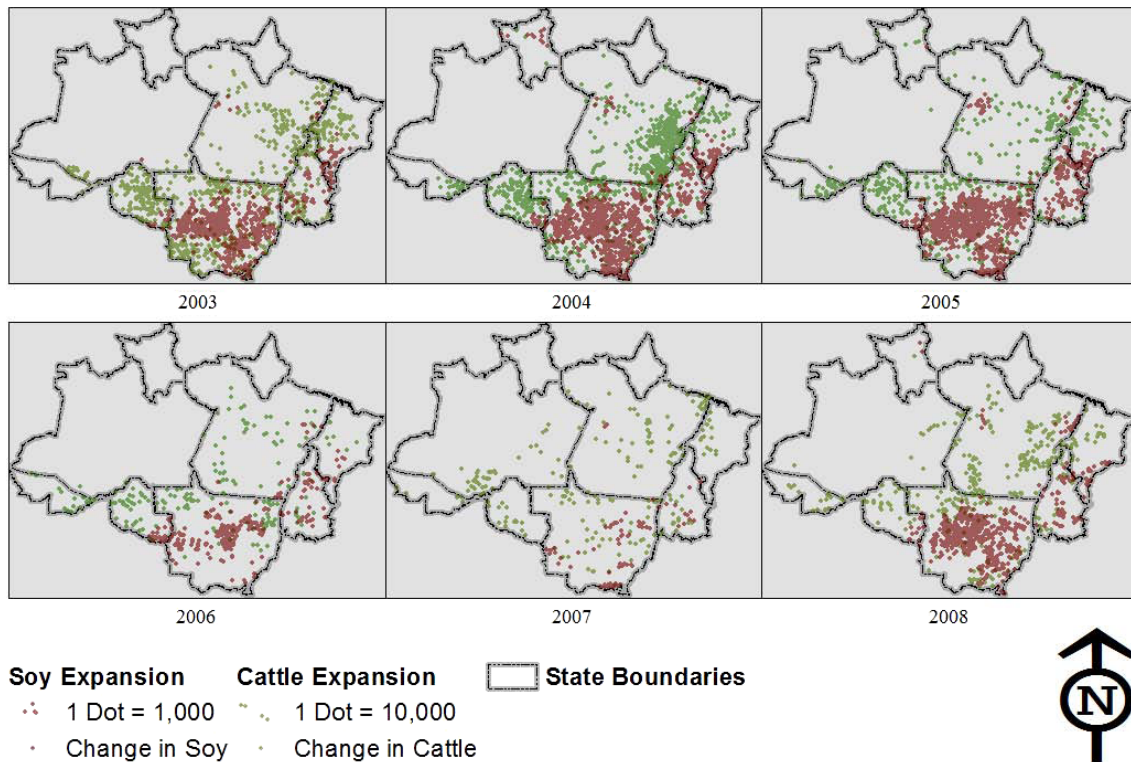 2003 2004 2005
2006 2007 2008
Soy Expansion Cattle Expansion State Boundaries
1 Dot = 1,000 1 Dot = 10,000
Change in Soy Change in Cattle
N